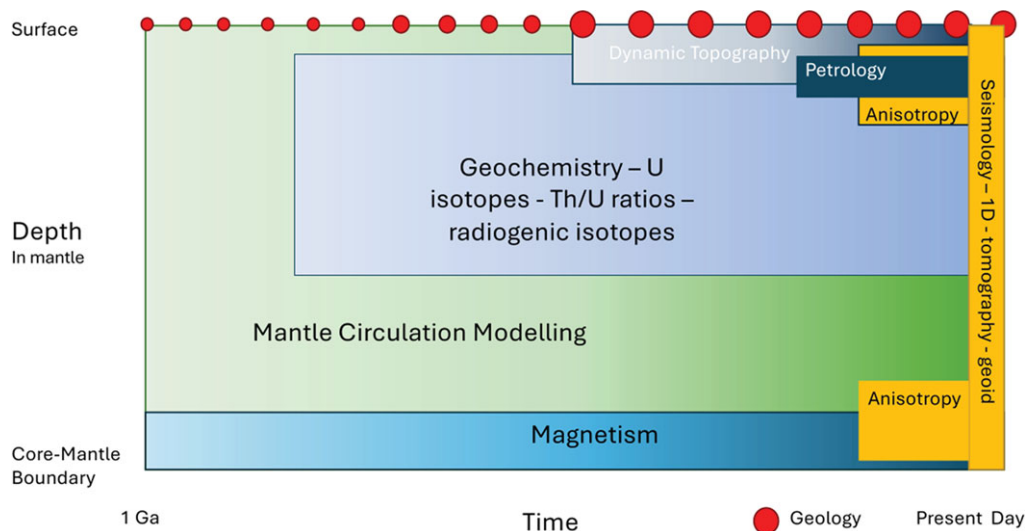 Surface
Dynamic Topography
Petrology
Anisotropy
Seismology – 1D - tomography - geoid
Geochemistry – U
isotopes - Th/U ratios –
radiogenic isotopes
Depth
In mantle
Mantle Circulation Modelling
Anisotropy
Magnetism
Core-Mantle
Boundary
1 Ga
Time
Geology
Present Day